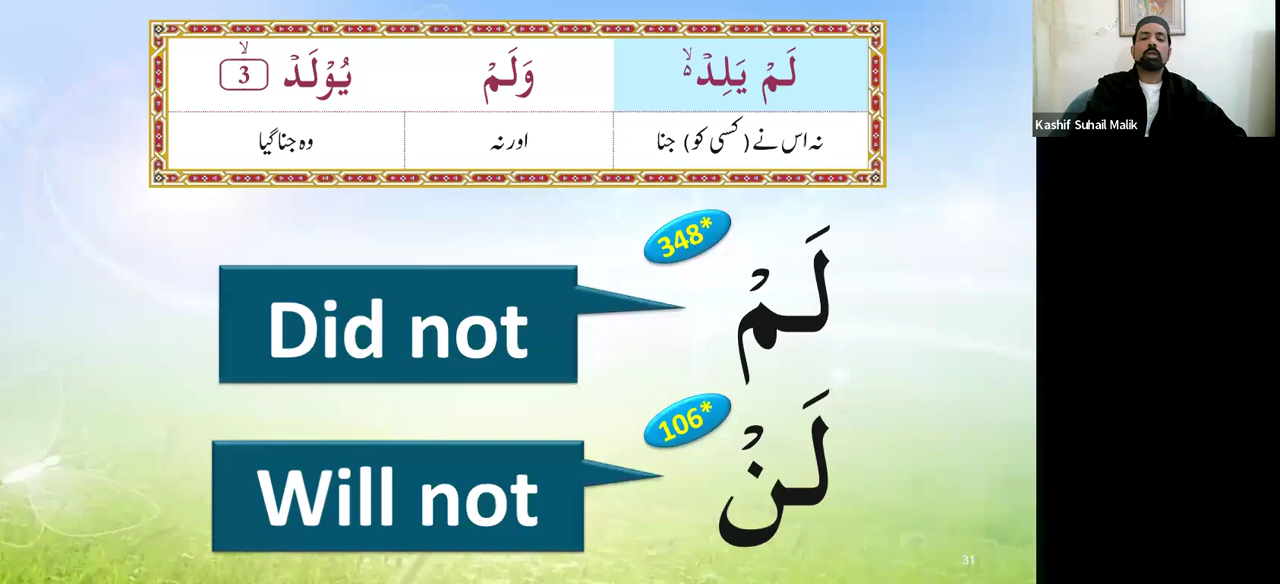 لَمْ يَلِدْ ۙ۬ وَلَمْ يُوْلَدْ ۙ 3
نہ اس نے (کسی کو) جنا اور نہ وہ جنا گیا
Kashif Suhail Malik
348*
لَمْ
Did not
106*
لَنْ
Will not
31